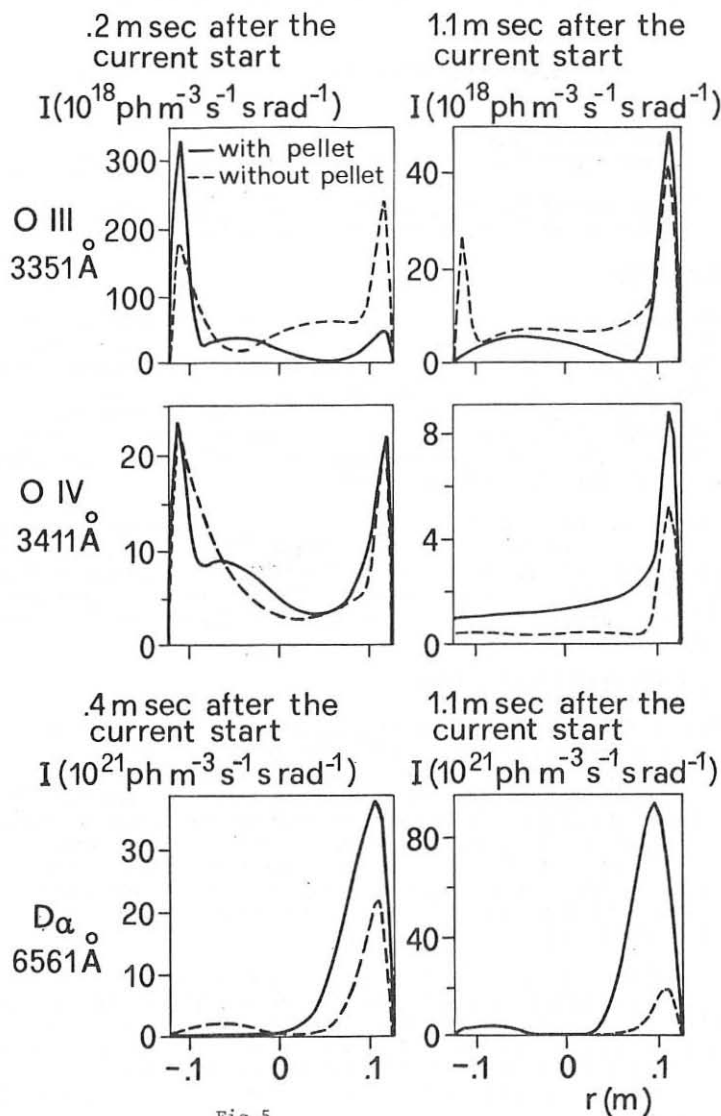 .2 m sec after the
current start
I(10^18 ph m^-3 s^-1 s rad^-1)
1.1 m sec after the
current start
I(10^18 ph m^-3 s^-1 s rad^-1)
O III
3351Å
300
200
100
0
with pellet
without pellet
40
20
0
O IV
3411Å
20
10
0
8
4
0
.4 m sec after the
current start
I(10^21 ph m^-3 s^-1 s rad^-1)
1.1 m sec after the
current start
I(10^21 ph m^-3 s^-1 s rad^-1)
Dα
6561Å
30
20
10
0
-.1 0 .1
80
40
0
-.1 0 .1
r(m)
Fig 5